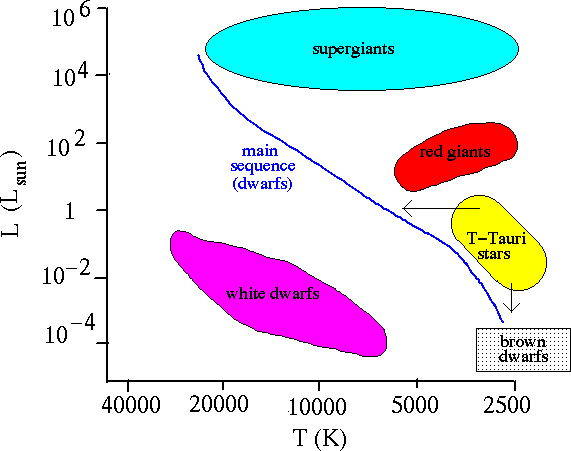 10^6
supergiants
10^4
10^2
red giants
main
sequence
(dwarfs)
L (L_sun)
1
T-Tauri
stars
10^-2
white dwarfs
10^-4
brown
dwarfs
40000 20000 10000 5000 2500
T (K)